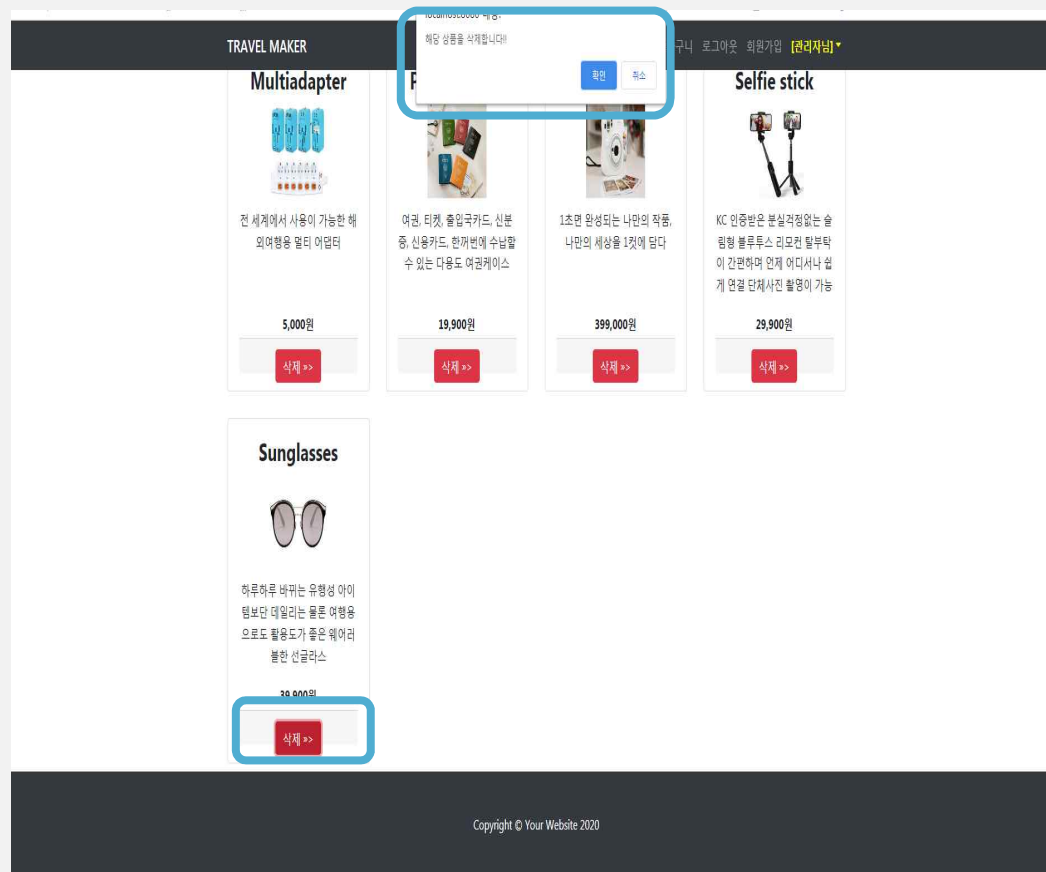 해당 상품을 삭제합니다!!
확인 취소
TRAVEL MAKER
로그아웃 회원가입 [관리자님]
Multiadapter
전 세계에서 사용이 가능한 해
외여행용 멀티 어댑터
5,000원
삭제 »>
여권, 티켓, 출입국카드, 신분
증, 신용카드, 한꺼번에 수납할
수 있는 다용도 여권케이스
19,900원
삭제 »>
1초면 완성되는 나만의 작품,
나만의 세상을 1컷에 담다
399,000원
삭제 »>
Selfie stick
KC 인증받은 분실걱정없는 슬
림형 블루투스 리모컨 탈부탁
이 간편하며 언제 어디서나 쉽
게 연결 단체사진 촬영이 가능
29,900원
삭제 »>
Sunglasses
하루하루 바뀌는 유행성 아이
템보단 데일리는 물론 여행용
으로도 활용도가 좋은 웨어러
블한 선글라스
39,900원
삭제 »>
Copyright © Your Website 2020